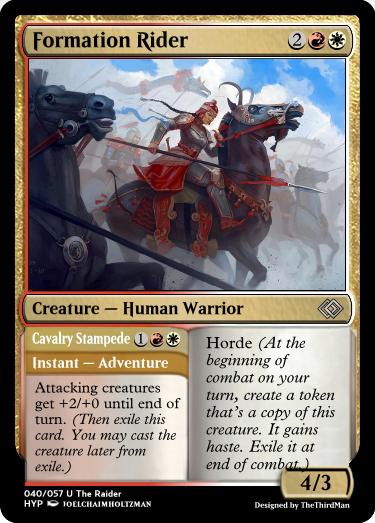 Formation Rider 2
Creature — Human Warrior
Cavalry Stampede 1
Instant — Adventure
Attacking creatures
get +2/+0 until end of
turn. (Then exile this
card. You may cast the
creature later from
exile.)
Horde (At the
beginning of
combat on your
turn, create a token
that's a copy of this
creature. It gains
haste. Exile it at
end of combat.)
4/3
040/057 U The Raider
HYP JOELCHAIMHOLTZMAN
Designed by TheThirdMan